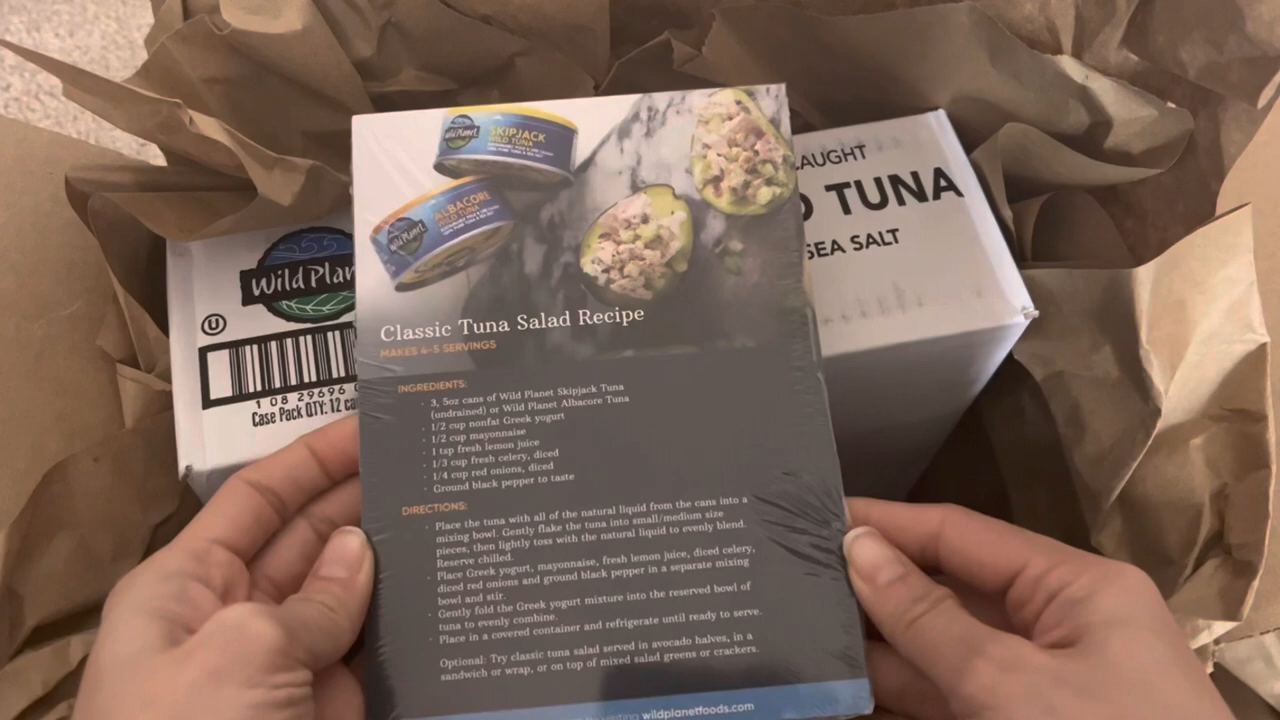 WildPlanet
SKIPJACK
WILD TUNA
WildPlanet
ALBACORE
WILD TUNA
Classic Tuna Salad Recipe
MAKES 4-5 SERVINGS
INGREDIENTS:
· 3, 5oz cans of Wild Planet Skipjack Tuna
(undrained) or Wild Planet Albacore Tuna
· 1/2 cup nonfat Greek yogurt
· 1/2 cup mayonnaise
· 1 tsp fresh lemon juice
· 1/3 cup fresh celery, diced
· 1/4 cup red onions, diced
· Ground black pepper to taste
DIRECTIONS:
· Place the tuna with all of the natural liquid from the cans into a
mixing bowl. Gently flake the tuna into small/medium size
pieces, then lightly toss with the natural liquid to evenly blend.
Reserve chilled.
· Place Greek yogurt, mayonnaise, fresh lemon juice, diced celery,
diced red onions and ground black pepper in a separate mixing
bowl and stir.
· Gently fold the Greek yogurt mixture into the reserved bowl of
tuna to evenly combine.
· Place in a covered container and refrigerate until ready to serve.
Optional: Try classic tuna salad served in avocado halves, in a
sandwich or wrap, or on top of mixed salad greens or crackers.
wildplanetfoods.com
Wild Plan
U
1 08 29696 0
Case Pack QTY: 12 ca
AUGHT
D TUNA
SEA SALT